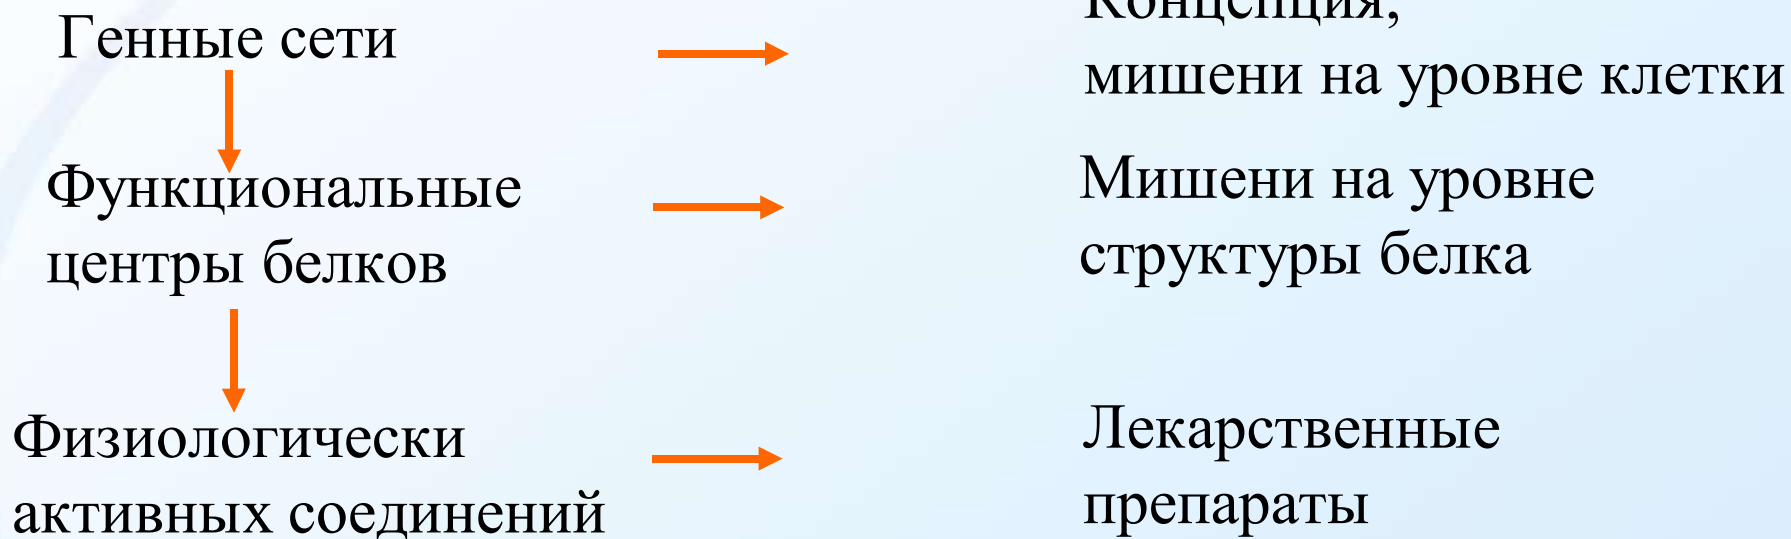 Генные сети
Концепция,
мишени на уровне клетки
Функциональные
центры белков
Мишени на уровне
структуры белка
Физиологически
активных соединений
Лекарственные
препараты